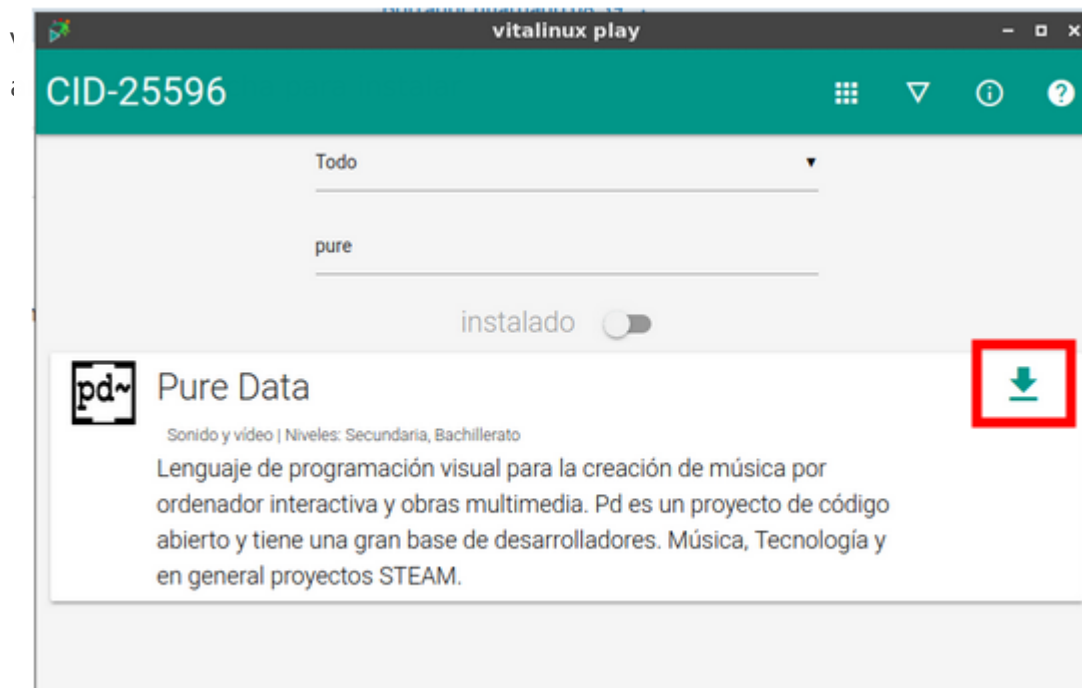 vitalinux play
CID-25596
Todo
pure
instalado
pd~
Pure Data
Sonido y vídeo | Niveles: Secundaria, Bachillerato
Lenguaje de programación visual para la creación de música por
ordenador interactiva y obras multimedia. Pd es un proyecto de código
abierto y tiene una gran base de desarrolladores. Música, Tecnología y
en general proyectos STEAM.